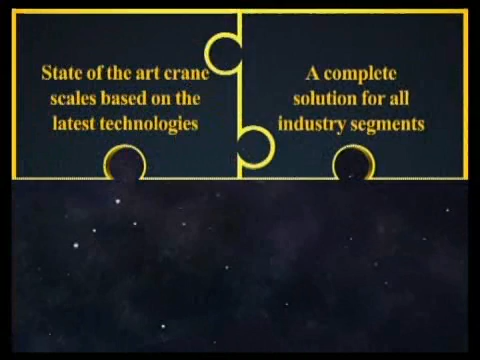 State of the art crane
scales based on the
latest technologies
A complete
solution for all
industry segments